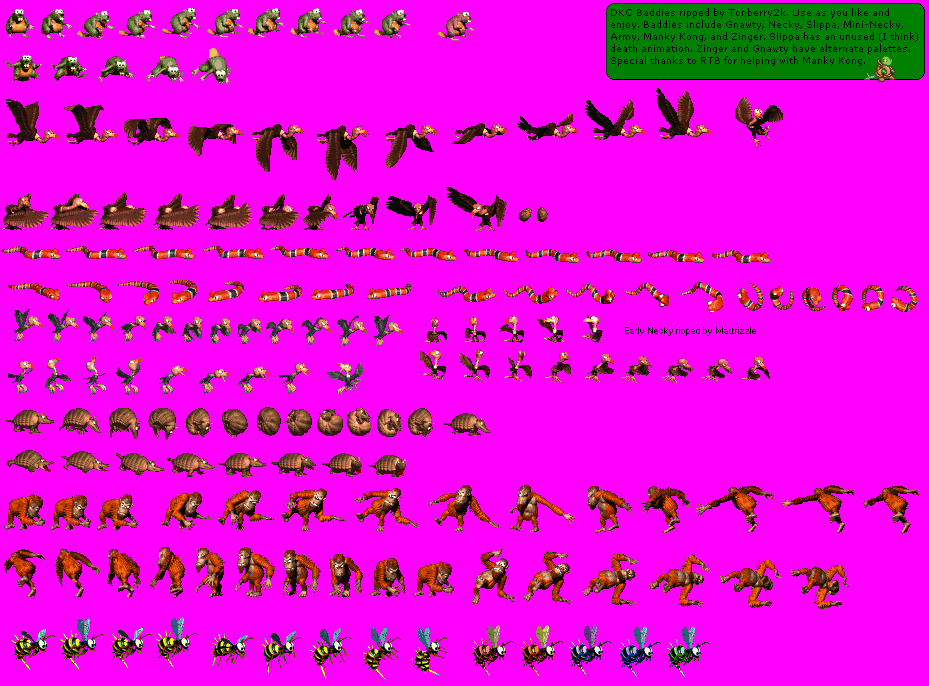 DKC Baddies ripped by Tonberry2k. Use as you like and
enjoy. Baddies include Gnawty, Necky, Slippa, Mini-Necky,
Army, Manky Kong, and Zinger. Slippa has an unused (I think)
death animation. Zinger and Gnawty have alternate palettes.
Special thanks to RTB for helping with Manky Kong.
Early Necky ripped by Mattrizzle